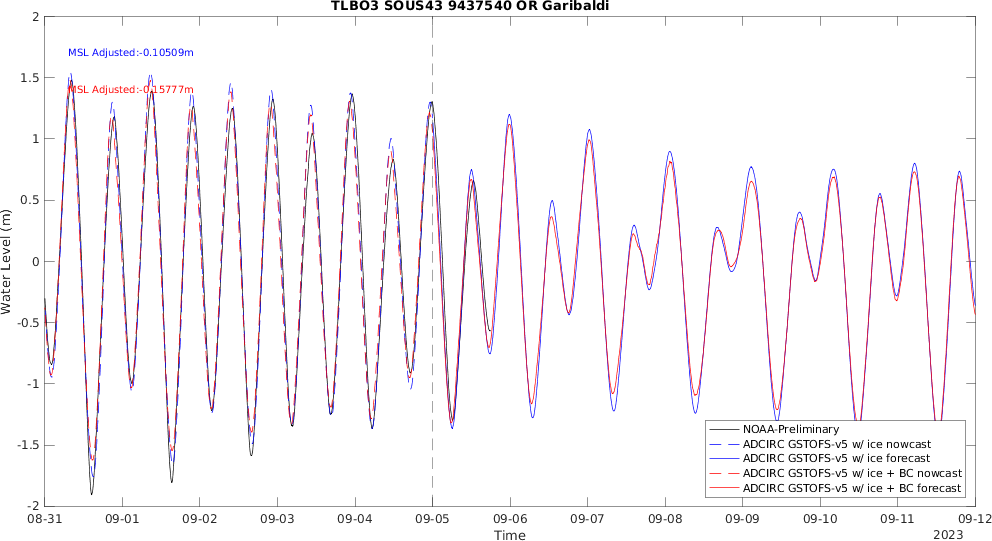 TLBO3 SOUS43 9437540 OR Garibaldi
2
1.5
1
0.5
0
-0.5
-1
-1.5
-2
Water Level (m)
MSL Adjusted:-0.10509m
MSL Adjusted:-0.15777m
NOAA-Preliminary
ADCIRC GSTOFS-v5 w/ ice nowcast
ADCIRC GSTOFS-v5 w/ ice forecast
ADCIRC GSTOFS-v5 w/ ice + BC nowcast
ADCIRC GSTOFS-v5 w/ ice + BC forecast
08-31 09-01 09-02 09-03 09-04 09-05 09-06 09-07 09-08 09-09 09-10 09-11 09-12
Time
2023